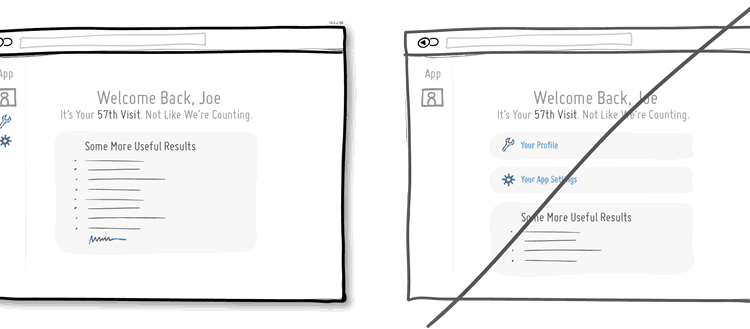 App
Welcome Back, Joe
It's Your 57th Visit. Not Like We're Counting.
Some More Useful Results
App
Welcome Back, Joe
It's Your 57th Visit. Not Like We're Counting.
Your Profile
Your App Settings
Some More Useful Results